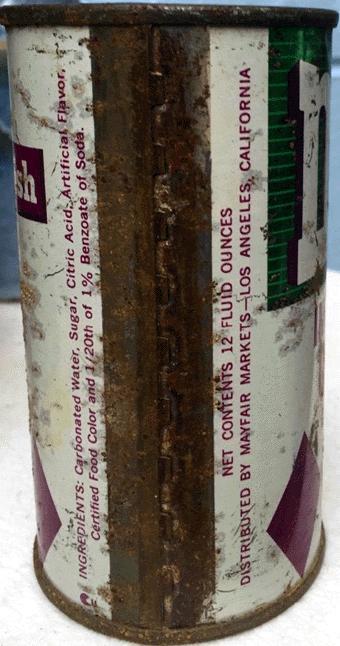 sh
INGREDIENTS: Carbonated Water, Sugar, Citric Acid, Artificial Flavor,
Certified Food Color and 1/20th of 1% Benzoate of Soda.
NET CONTENTS 12 FLUID OUNCES
DISTRIBUTED BY MAYFAIR MARKETS—LOS ANGELES, CALIFORNIA